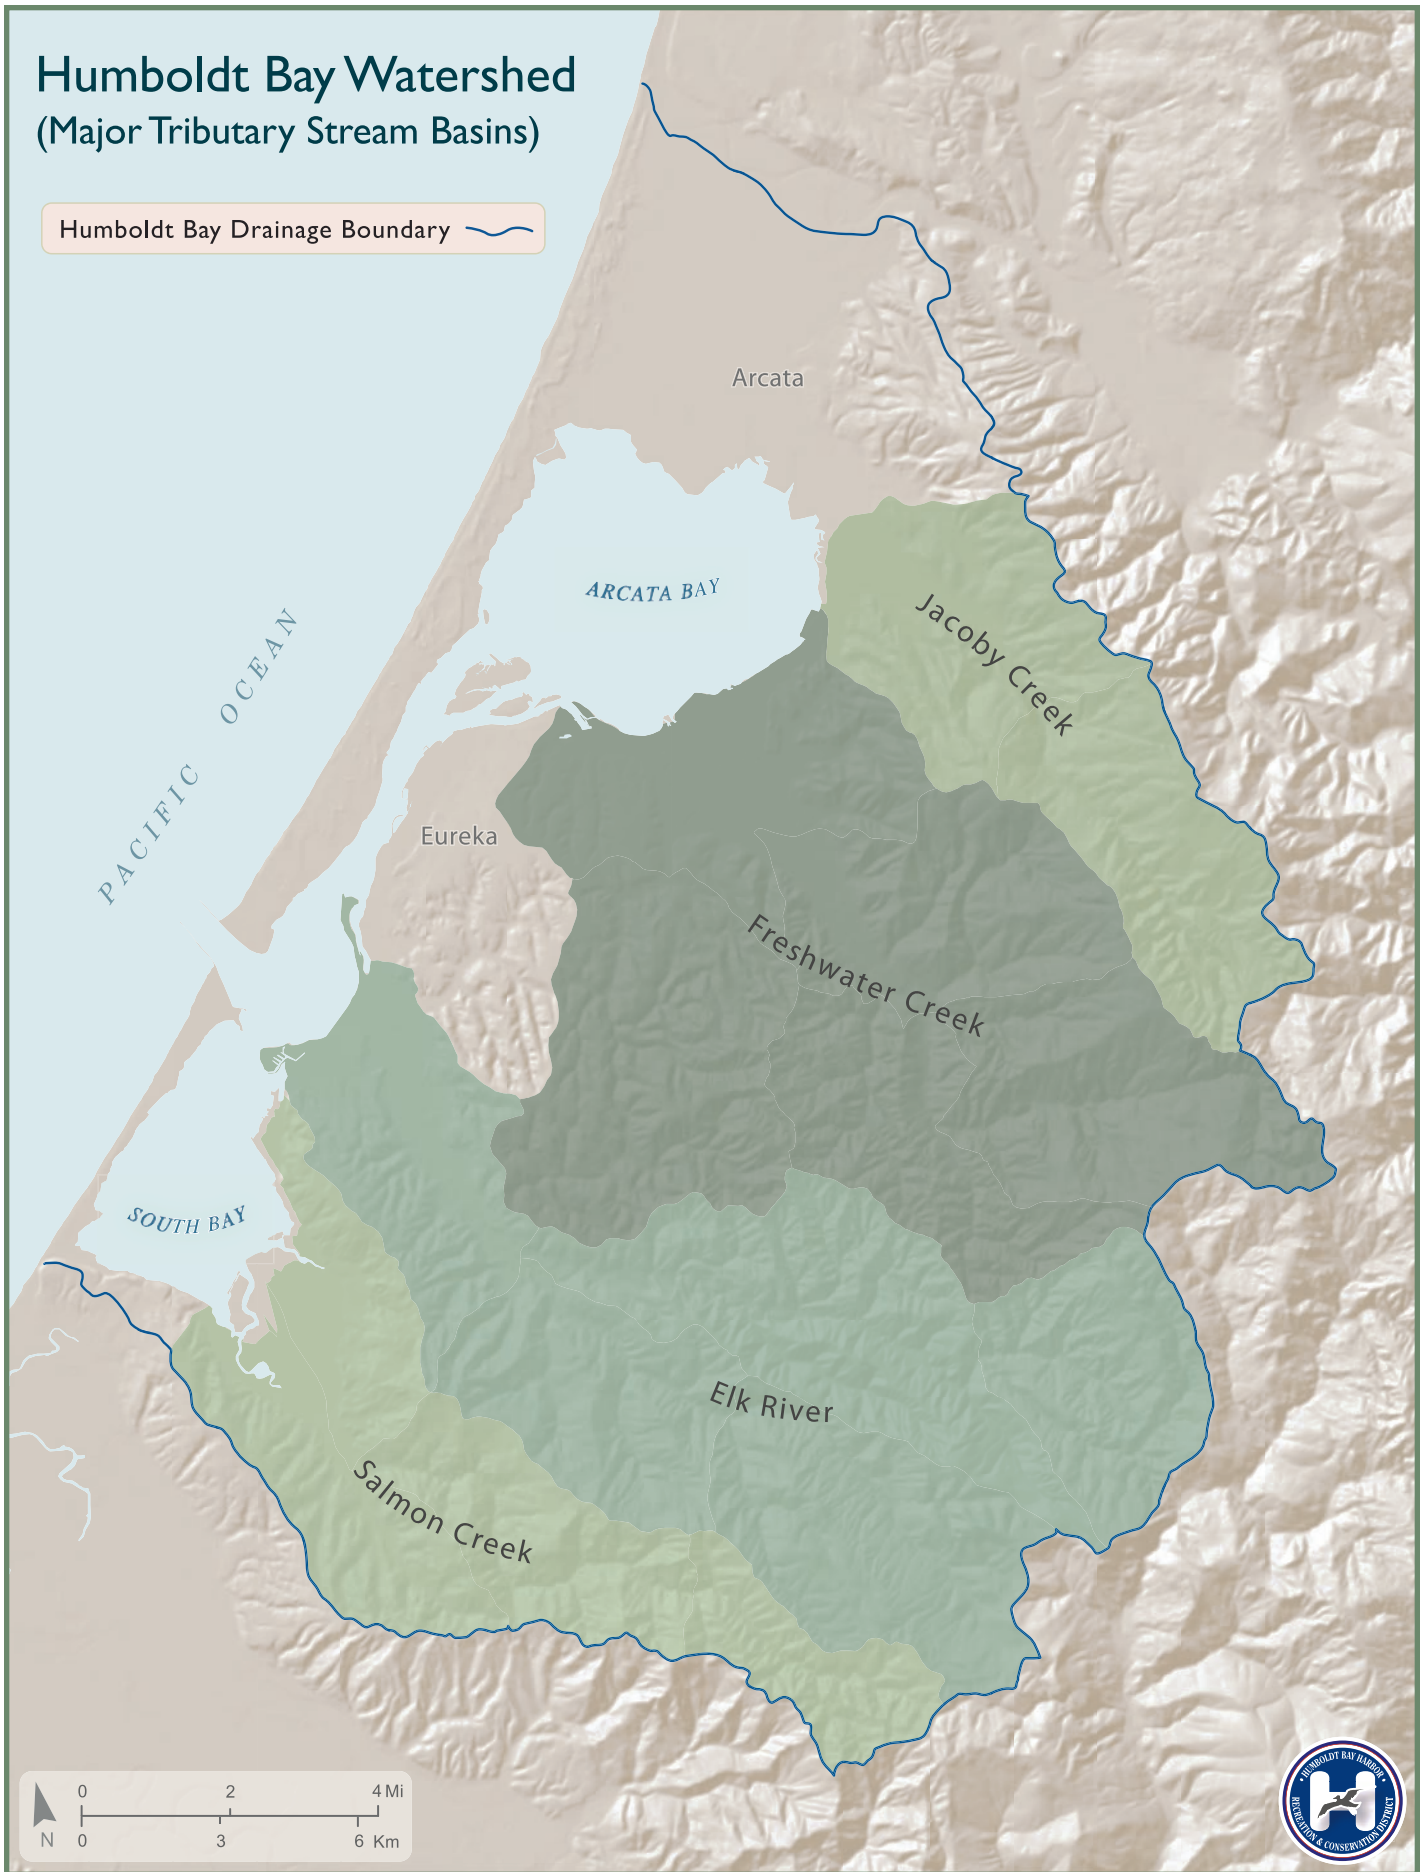 Humboldt Bay Watershed
(Major Tributary Stream Basins)
Humboldt Bay Drainage Boundary
Arcata
ARCATA BAY
Jacoby Creek
PACIFIC OCEAN
Eureka
Freshwater Creek
SOUTH BAY
Elk River
Salmon Creek
0 2 4 Mi
N 0 3 6 Km
• HUMBOLDT BAY HARBOR •
RECREATION & CONSERVATION DISTRICT
H